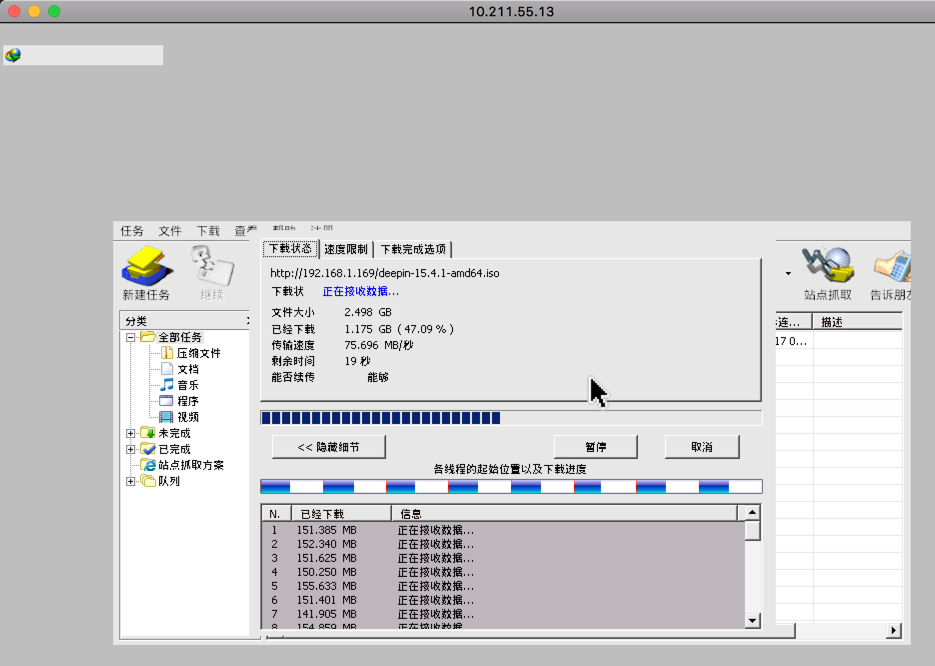 10.211.55.13
任务 文件 下载 查看 帮助 注册
下载状态 速度限制 下载完成选项
http://192.168.1.169/deepin-15.4.1-amd64.iso
下载状 正在接收数据...
文件大小 2.498 GB
已经下载 1.175 GB ( 47.09 % )
传输速度 75.696 MB/秒
剩余时间 19 秒
能否续传 能够
新建任务 继续 站点抓取 告诉朋友
分类
全部任务
压缩文件
文档
音乐
程序
视频
未完成
已完成
站点抓取方案
队列
连... 描述
17 0...
<< 隐藏细节 暂停 取消
各线程的起始位置以及下载进度
N. 已经下载 信息
1 151.385 MB 正在接收数据...
2 152.340 MB 正在接收数据...
3 151.625 MB 正在接收数据...
4 150.250 MB 正在接收数据...
5 155.633 MB 正在接收数据...
6 151.401 MB 正在接收数据...
7 141.905 MB 正在接收数据...
8 154.859 MB 正在接收数据...